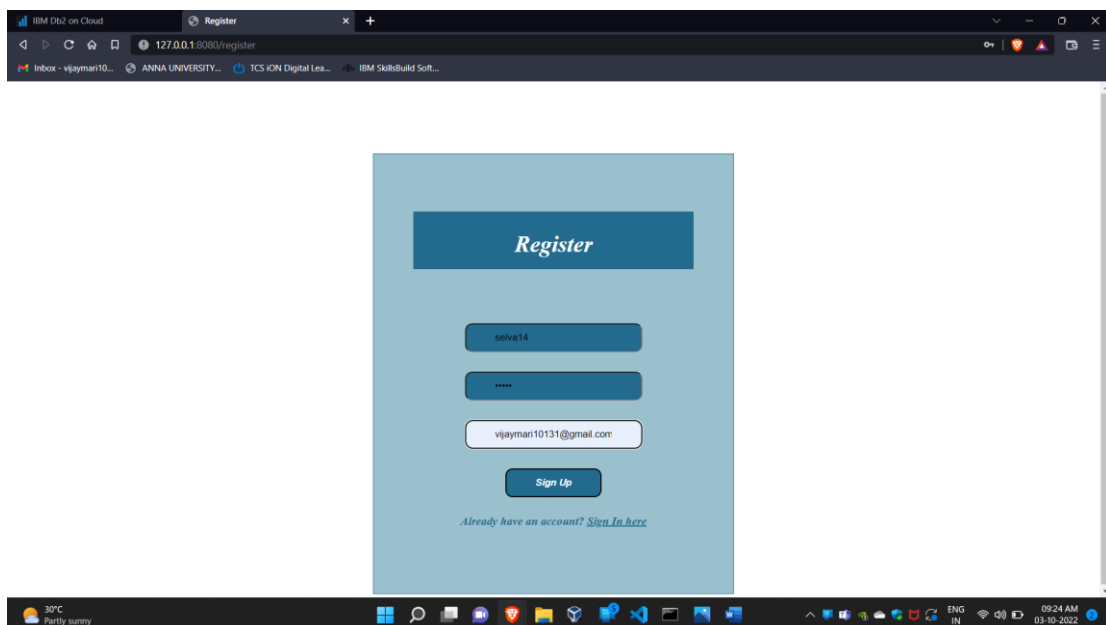 IBM Db2 on Cloud
Register
127.0.0.1:8080/register
Inbox - vijaymari10...
ANNA UNIVERSITY...
TCS iON Digital Lea...
IBM SkillsBuild Soft...
Register
selva14
•••••
vijaymari10131@gmail.com
Sign Up
Already have an account? Sign In here
30°C
Partly sunny
ENG
IN
09:24 AM
03-10-2022
2